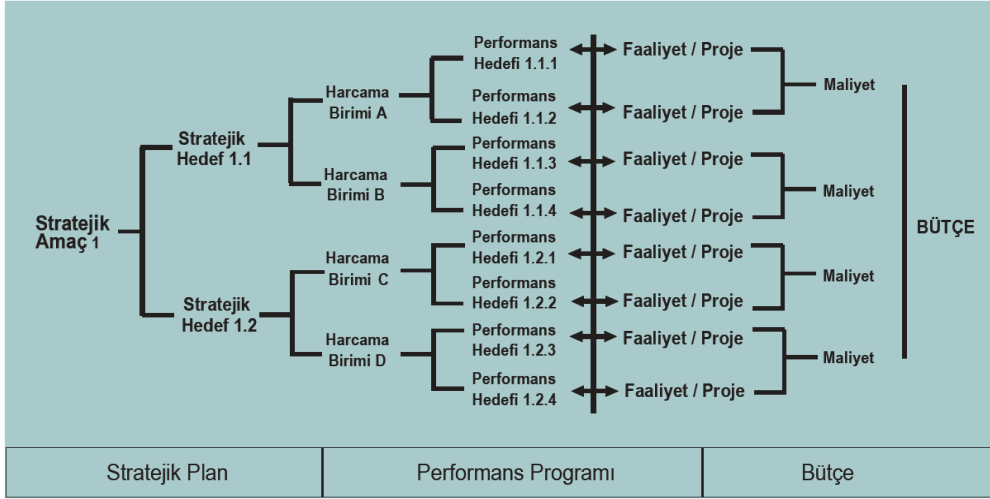 Stratejik
Amaç 1
Stratejik
Hedef 1.1
Stratejik
Hedef 1.2
Harcama
Birimi A
Harcama
Birimi B
Harcama
Birimi C
Harcama
Birimi D
Performans
Hedefi 1.1.1
Performans
Hedefi 1.1.2
Performans
Hedefi 1.1.3
Performans
Hedefi 1.1.4
Performans
Hedefi 1.2.1
Performans
Hedefi 1.2.2
Performans
Hedefi 1.2.3
Performans
Hedefi 1.2.4
Faaliyet / Proje
Faaliyet / Proje
Faaliyet / Proje
Faaliyet / Proje
Faaliyet / Proje
Faaliyet / Proje
Faaliyet / Proje
Faaliyet / Proje
Maliyet
Maliyet
Maliyet
Maliyet
BÜTÇE
Stratejik Plan
Performans Programı
Bütçe